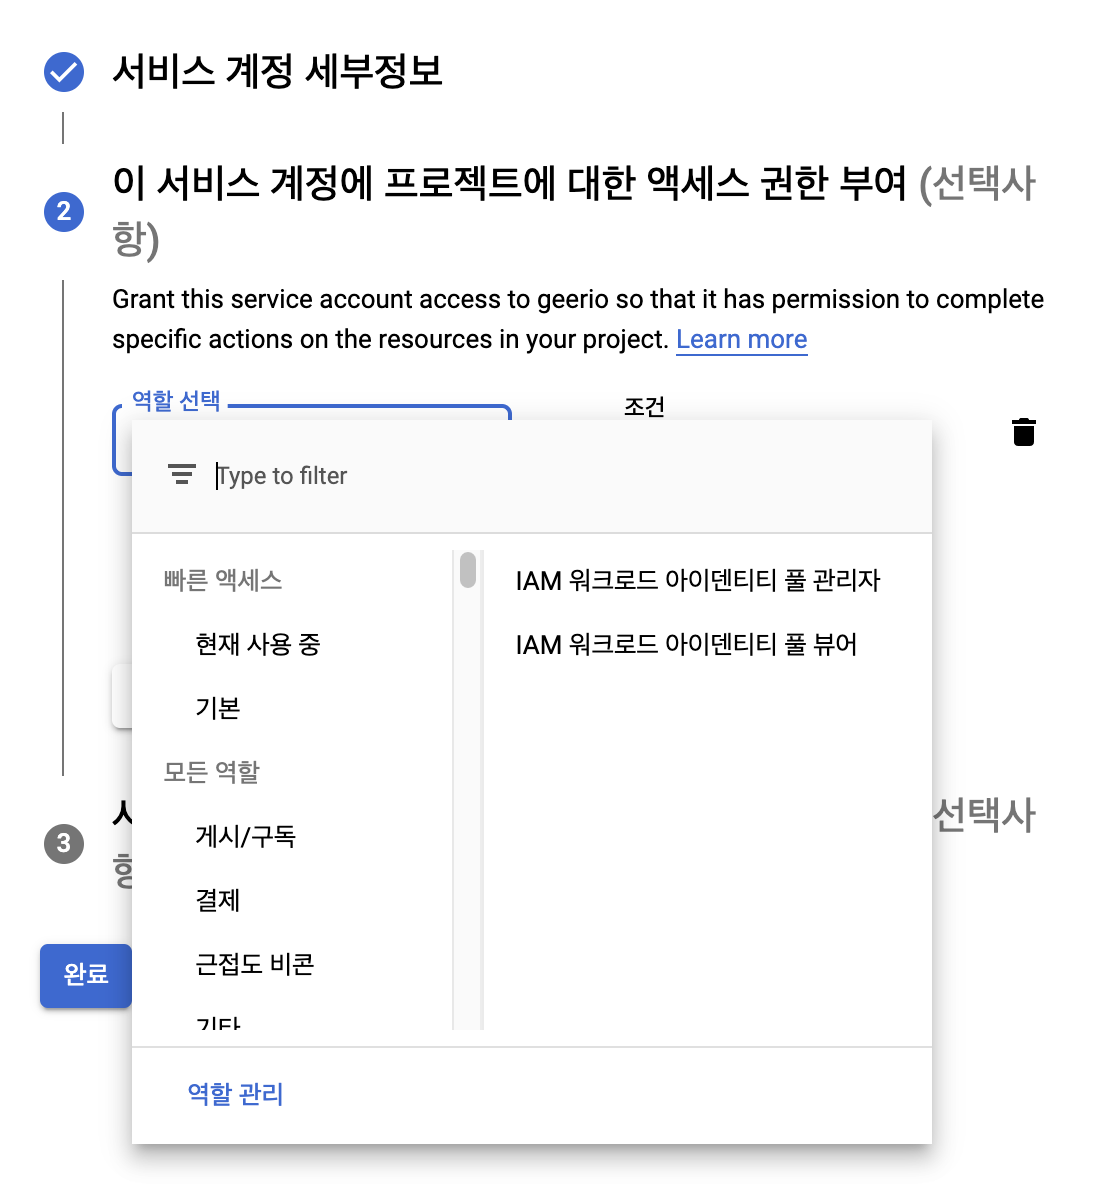 서비스 계정 세부정보
2
이 서비스 계정에 프로젝트에 대한 액세스 권한 부여 (선택사
항)
Grant this service account access to geerio so that it has permission to complete
specific actions on the resources in your project. Learn more
역할 선택
조건
Type to filter
빠른 액세스
현재 사용 중
기본
모든 역할
게시/구독
결제
근접도 비콘
기타
IAM 워크로드 아이덴티티 풀 관리자
IAM 워크로드 아이덴티티 풀 뷰어
3
선택사
완료
역할 관리